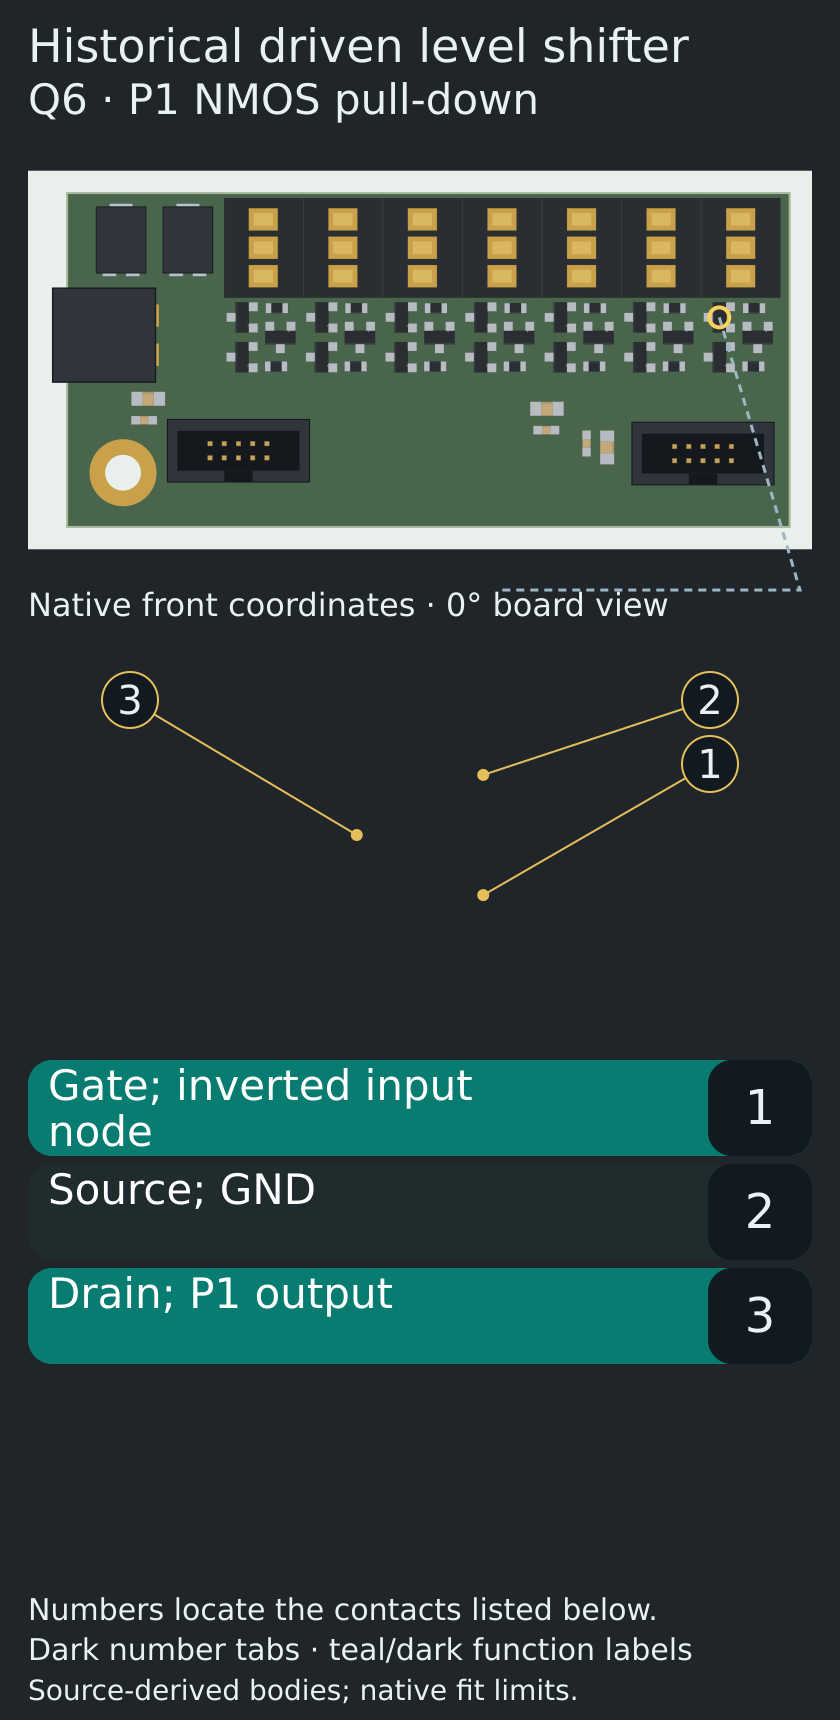 Historical driven level shifter
Q6 · P1 NMOS pull-down
Native front coordinates · 0° board view
3
2
1
Gate; inverted input
node
1
Source; GND
2
Drain; P1 output
3
Numbers locate the contacts listed below.
Dark number tabs · teal/dark function labels
Source-derived bodies; native fit limits.